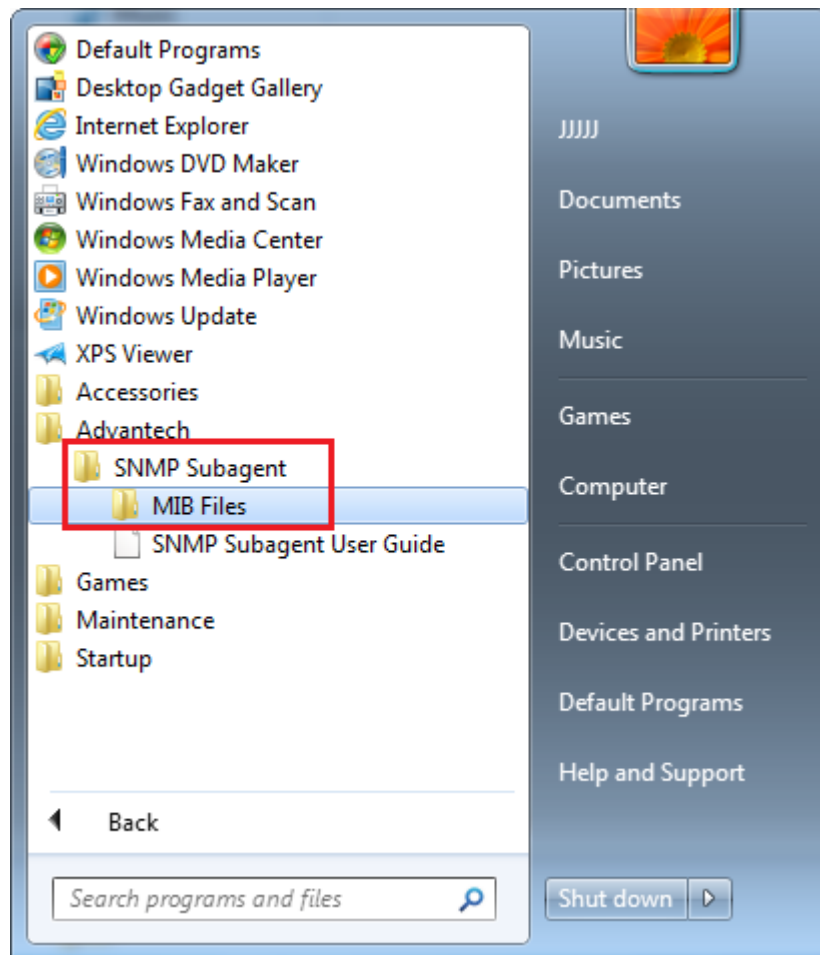 Default Programs
Desktop Gadget Gallery
Internet Explorer
Windows DVD Maker
Windows Fax and Scan
Windows Media Center
Windows Media Player
Windows Update
XPS Viewer
Accessories
Advantech
SNMP Subagent
MIB Files
SNMP Subagent User Guide
Games
Maintenance
Startup
Back
Search programs and files
JJJJJ
Documents
Pictures
Music
Games
Computer
Control Panel
Devices and Printers
Default Programs
Help and Support
Shut down